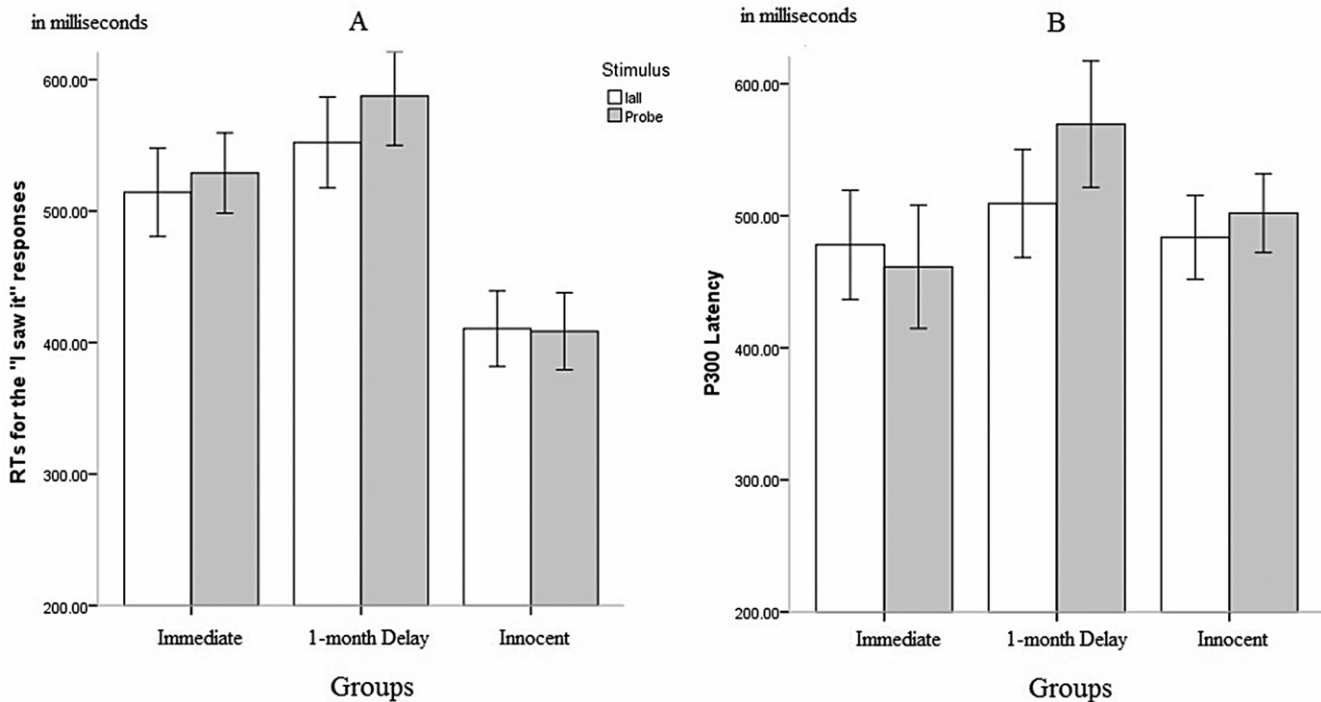 in milliseconds
A
RTs for the "I saw it" responses
600.00
500.00
400.00
300.00
200.00
Immediate
1-month Delay
Innocent
Groups
Stimulus
Iall
Probe
in milliseconds
B
P300 Latency
600.00
500.00
400.00
300.00
200.00
Immediate
1-month Delay
Innocent
Groups